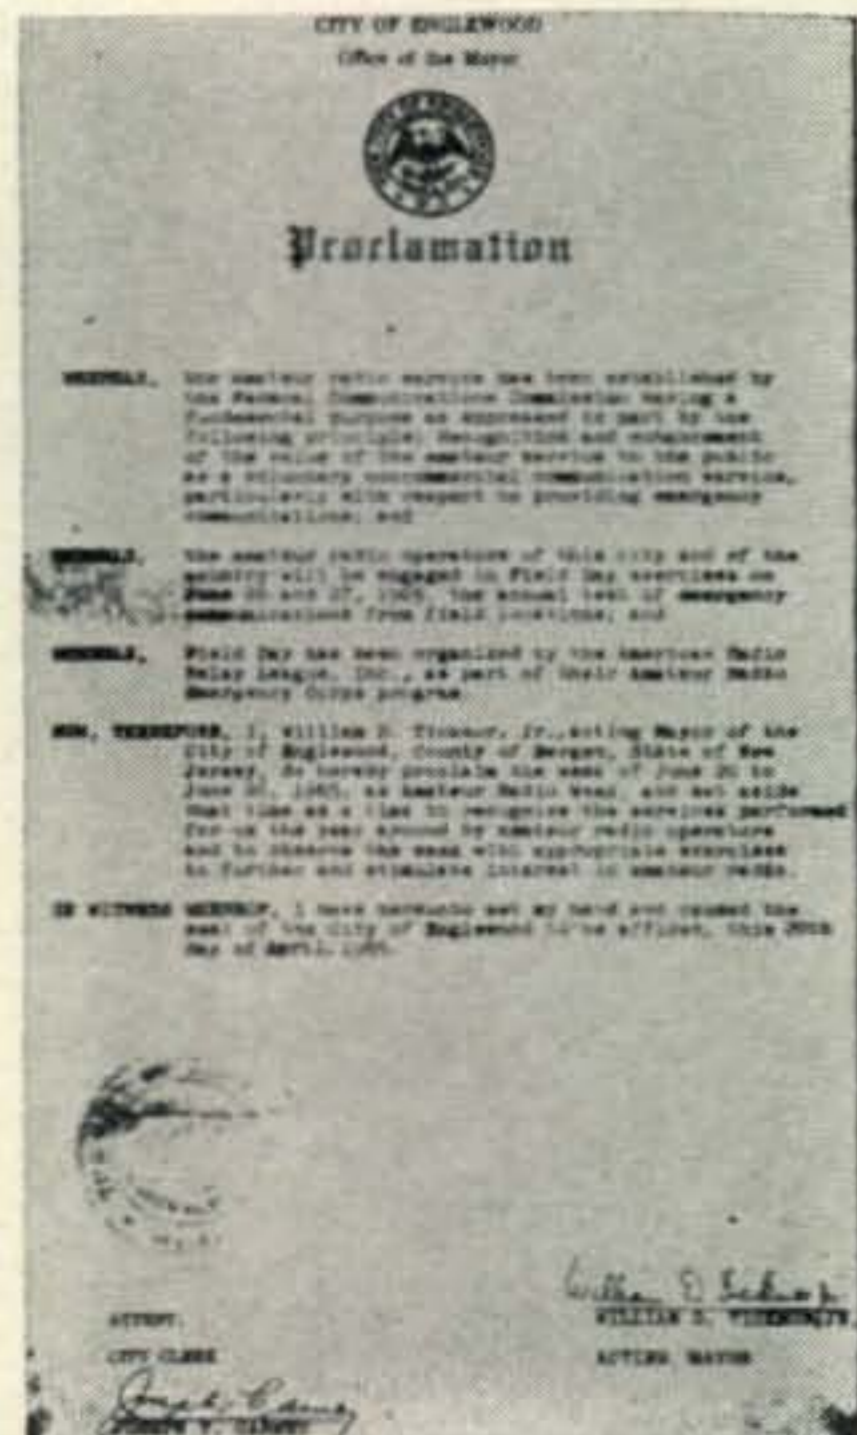 CITY OF ENGLEWOOD
Office of the Mayor
Proclamation
WHEREAS, the amateur radio service has been established by
the Federal Communications Commission having a
fundamental purpose as expressed in part by the
following principle: Recognition and enhancement
of the value of the amateur service to the public
as a voluntary noncommercial communication service,
particularly with respect to providing emergency
communications; and
WHEREAS, the amateur radio operators of this city and of the
country will be engaged in Field Day exercises on
June 26 and 27, 1965, the annual test of emergency
communications from field locations; and
WHEREAS, Field Day has been organized by the American Radio
Relay League, Inc., as part of their Amateur Radio
Emergency Corps program.
NOW, THEREFORE, I, William D. Ticknor, Jr., acting Mayor of the
City of Englewood, County of Bergen, State of New
Jersey, do hereby proclaim the week of June 20 to
June 1965, as Amateur Radio Week and set aside
that time as a time to recognize the services performed
for us the year around by amateur radio operators
and to observe the week with appropriate exercises
to further and stimulate interest in amateur radio.
IN WITNESS WHEREOF, I have hereunto set my hand and caused the
seal of the City of Englewood to be affixed, this 20th
day of April, 1965.
ATTEST:
WILLIAM D. TICKNOR, JR.
CITY CLERK
ACTING MAYOR
JOSEPH